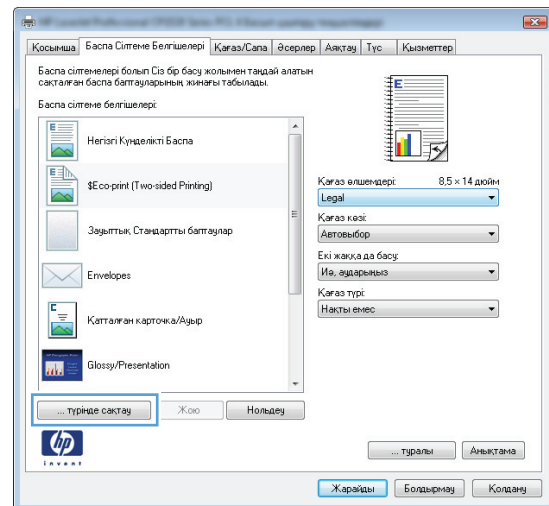 Қосымша
Баспа Сілтеме Белгішелері
Қағаз/Сапа
Әсерлер
Аяқтау
Түс
Қызметтер
Баспа сілтемелері болып Сіз бір басу жолымен таңдай алатын
сақталған баспа баптауларының жинағы табылады.
Баспа сілтеме белгішелері:
Негізгі Күнделікті Баспа
$Eco-print (Two-sided Printing)
Зауыттық Стандартты баптаулар
Envelopes
Катталған карточка/Ауыр
Glossy/Presentation
... түрінде сақтау
Жою
Нольдеу
Қағаз өлшемдері:
8,5 × 14 дюйм
Legal
Қағаз көзі:
Автовыбор
Екі жаққа да басу:
Иә, аударыңыз
Қағаз түрі:
Нақты емес
hp
invent
... туралы
Анықтама
Жарайды
Болдырмау
Қолдану